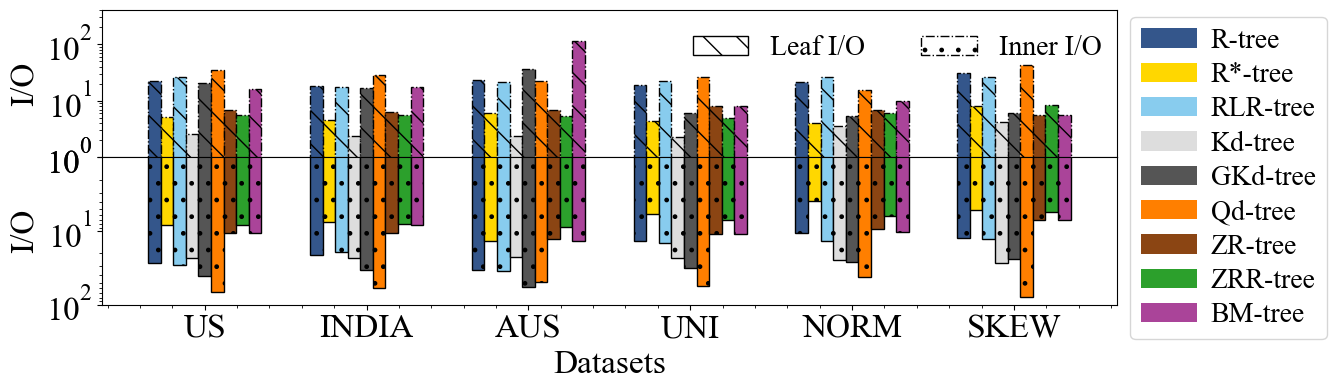 I/O
10²
10¹
10⁰
I/O
10¹
10²
Leaf I/O
Inner I/O
US
INDIA
AUS
UNI
NORM
SKEW
Datasets
R-tree
R*-tree
RLR-tree
Kd-tree
GKd-tree
Qd-tree
ZR-tree
ZRR-tree
BM-tree